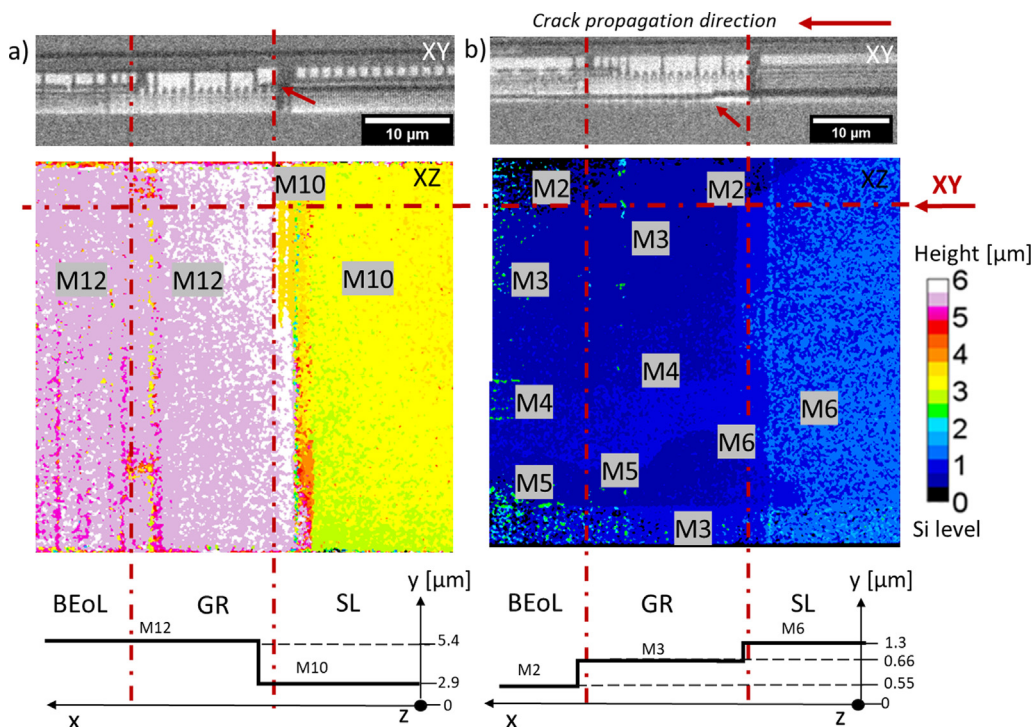 Crack propagation direction
a)
XY
b)
XY
10 μm
10 μm
M10
XZ
M2
M2
XZ
XY
M3
Height [μm]
M12
M12
M10
M3
6
5
4
3
2
1
0
M4
M4
M6
M6
M5
M5
M3
Si level
y [μm]
y [μm]
BEoL
GR
SL
BEoL
GR
SL
M12
5.4
M6
1.3
M3
0.66
M10
2.9
M2
0.55
0
0
x
z
x
z